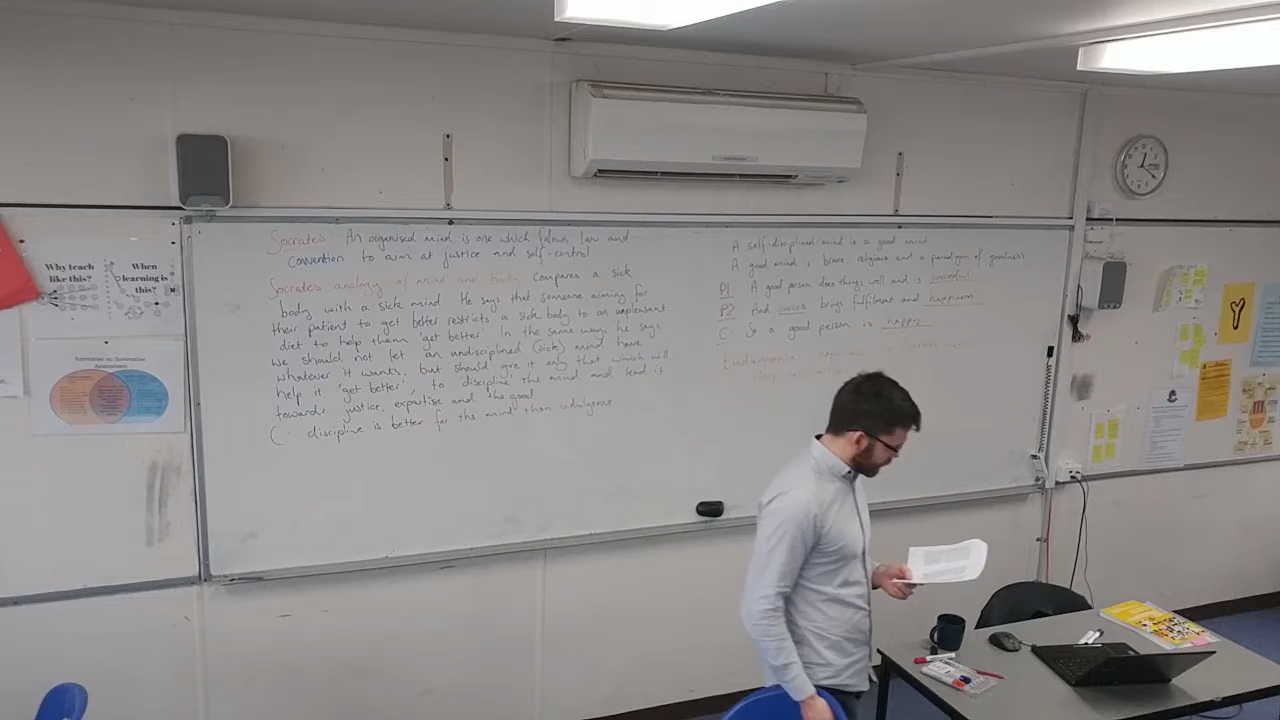 Why teach
like this?
When
learning is
this?
Formative vs. Summative
Assessment
Socrates An organised mind is one which follows law and
convention to aim at justice and self-control
Socrates analogy of mind and body Compares a sick
body with a sick mind. He says that someone aiming for
their patient to get better restricts a sick body to an unpleasant
diet to help them 'get better'. In the same way, he says
we should not let an undisciplined (sick) mind have
whatever it wants, but should give it only that which will
help it 'get better', to discipline the mind and lend it
towards justice, expertise and the good
C: discipline is better for the mind than indulgence
A self-disciplined mind is a good mind
A good mind is brave, religious and a paradigm of goodness
P1 A good person does things well and is successful
P2 And success brings fulfilment and happiness
C: So a good person is happy
Eudaimonia